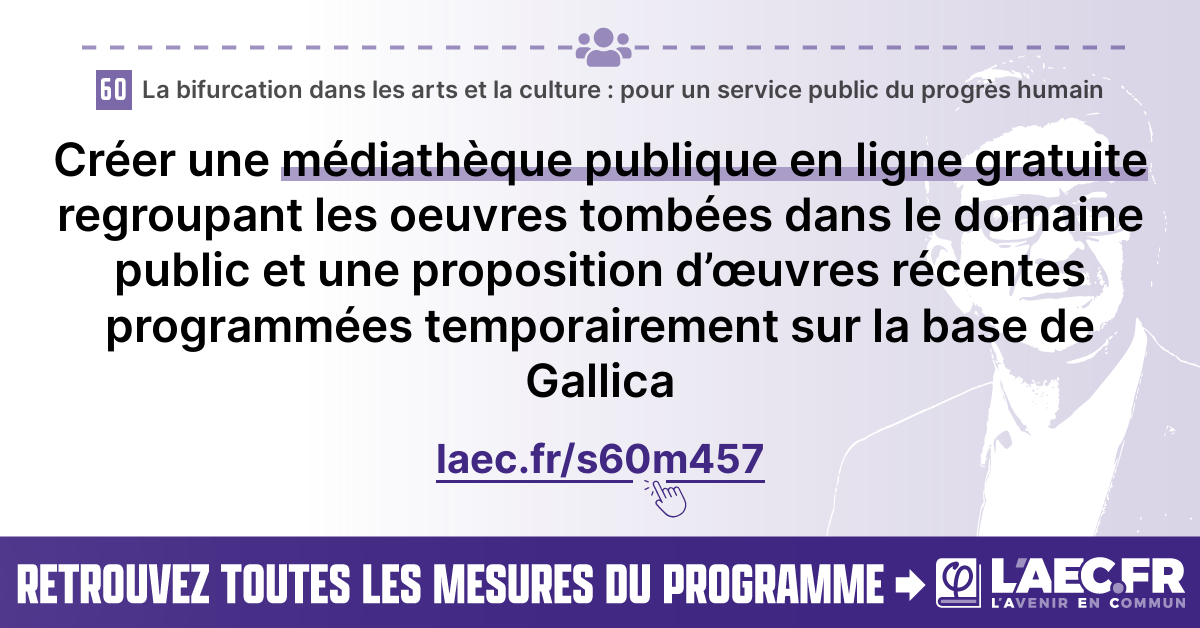 60 La bifurcation dans les arts et la culture : pour un service public du progrès humain
Créer une médiathèque publique en ligne gratuite
regroupant les oeuvres tombées dans le domaine
public et une proposition d’œuvres récentes
programmées temporairement sur la base de
Gallica
laec.fr/s60m457
RETROUVEZ TOUTES LES MESURES DU PROGRAMME
φ L'AEC.FR
L'AVENIR EN COMMUN